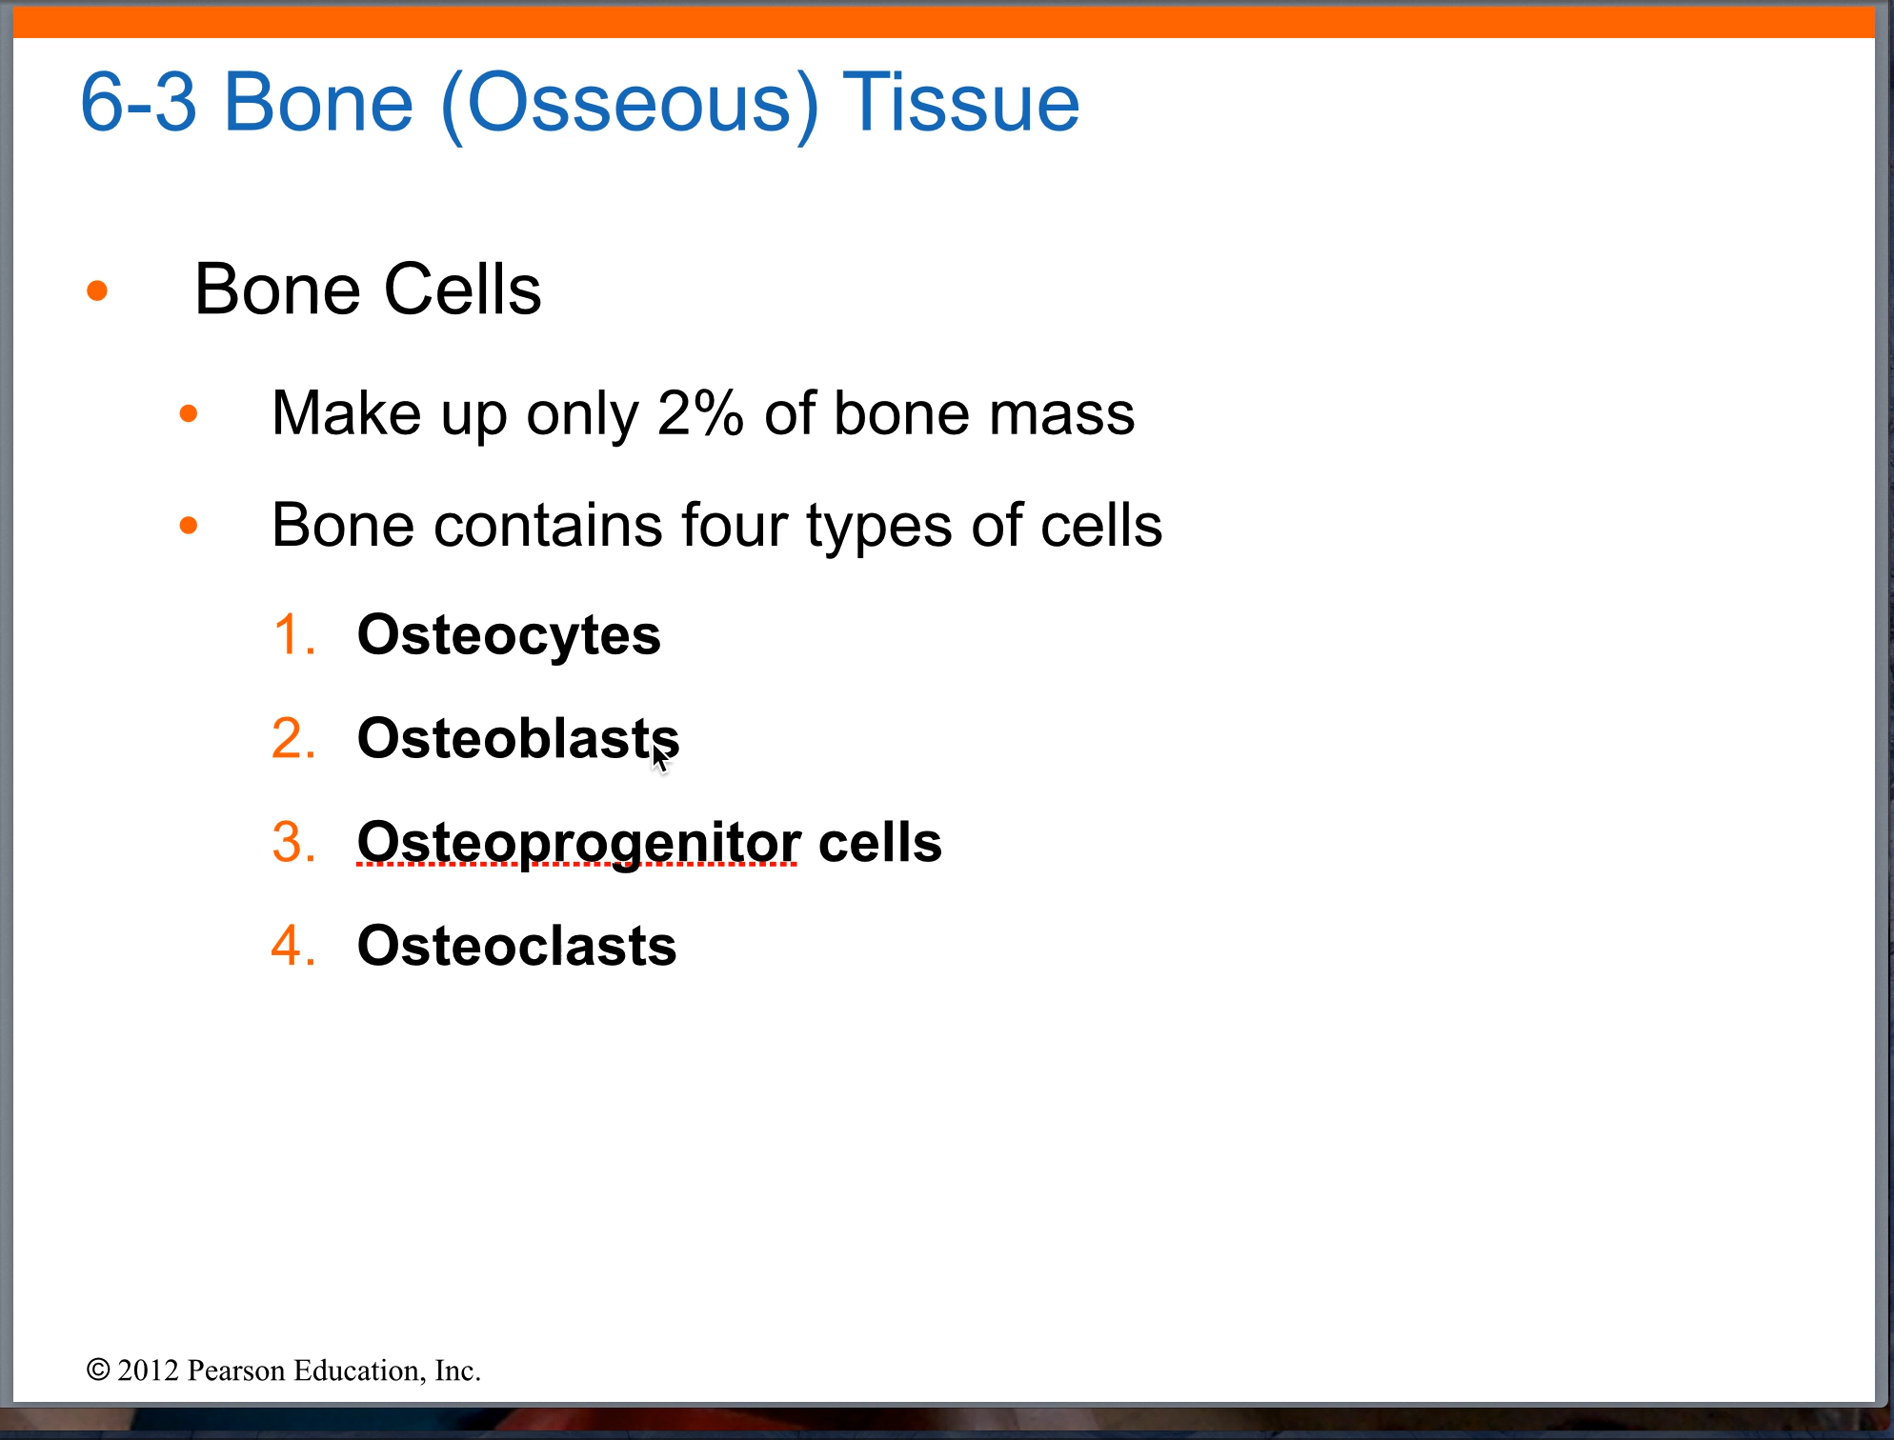 6-3 Bone (Osseous) Tissue
• Bone Cells
• Make up only 2% of bone mass
• Bone contains four types of cells
1. Osteocytes
2. Osteoblasts
3. Osteoprogenitor cells
4. Osteoclasts
© 2012 Pearson Education, Inc.